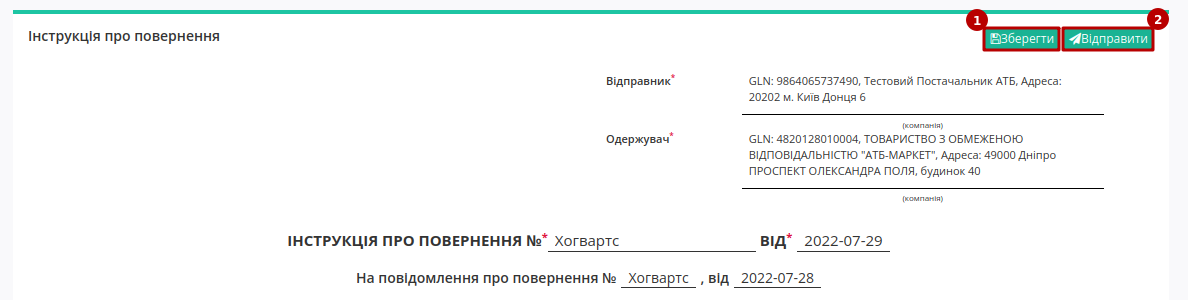 1 2
Інструкція про повернення Зберегти Відправити
Відправник* GLN: 9864065737490, Тестовий Постачальник АТБ, Адреса:
20202 м. Київ Донця 6
(компанія)
Одержувач* GLN: 4820128010004, ТОВАРИСТВО З ОБМЕЖЕНОЮ
ВІДПОВІДАЛЬНІСТЮ "АТБ-МАРКЕТ", Адреса: 49000 Дніпро
ПРОСПЕКТ ОЛЕКСАНДРА ПОЛЯ, будинок 40
(компанія)
ІНСТРУКЦІЯ ПРО ПОВЕРНЕННЯ №* Хогвартс ВІД* 2022-07-29
На повідомлення про повернення № Хогвартс , від 2022-07-28